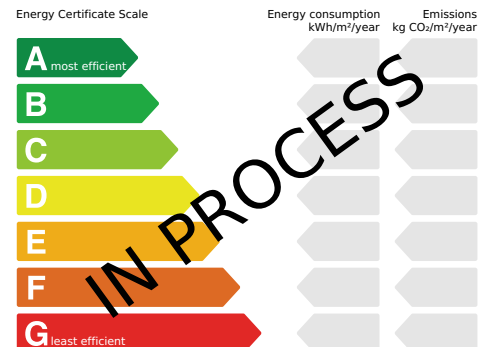 Energy Certificate Scale
Energy consumption
kWh/m²/year
Emissions
kg CO₂/m²/year
A most efficient
B
C
D
E
F
G least efficient
IN PROCESS